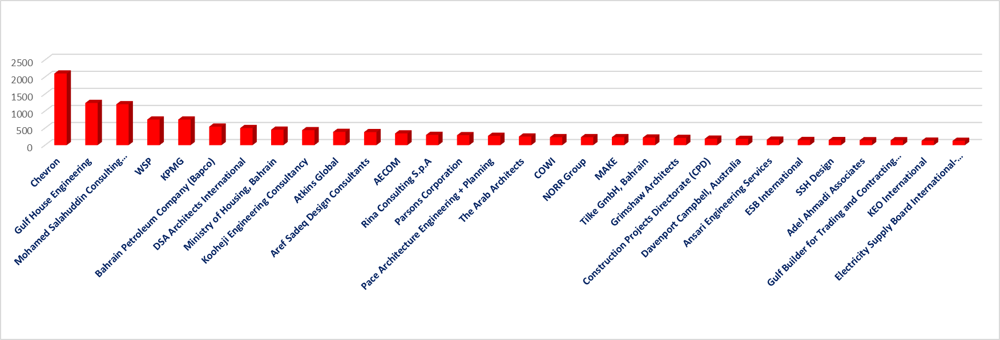 2500
2000
1500
1000
500
0
Chevron
Gulf House Engineering
Mohamed Salahuddin Consulting...
WSP
KPMG
Bahrain Petroleum Company (Bapco)
DSA Architects International
Ministry of Housing, Bahrain
Kooheji Engineering Consultancy
Atkins Global
Aref Sadeq Design Consultants
AECOM
Rina Consulting S.p.A
Parsons Corporation
Pace Architecture Engineering + Planning
The Arab Architects
COWI
NORR Group
MAKE
Tilke GmbH, Bahrain
Grimshaw Architects
Construction Projects Directorate (CPD)
Davenport Campbell, Australia
Ansari Engineering Services
ESB International
SSH Design
Adel Ahmadi Associates
Gulf Builder for Trading and Contracting...
KEO International
Electricity Supply Board International-...